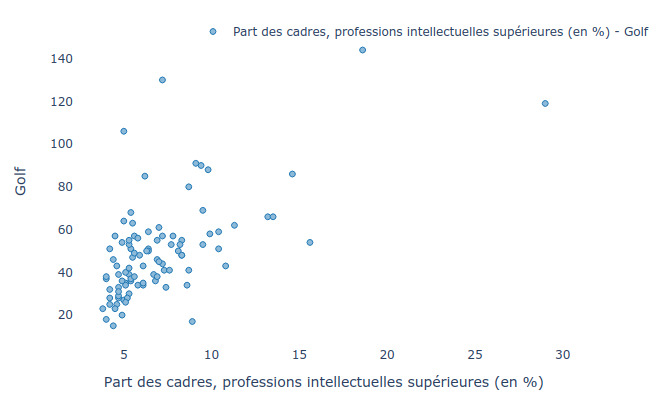 Part des cadres, professions intellectuelles supérieures (en %) - Golf
140
120
100
80
60
40
20
Golf
5 10 15 20 25 30
Part des cadres, professions intellectuelles supérieures (en %)